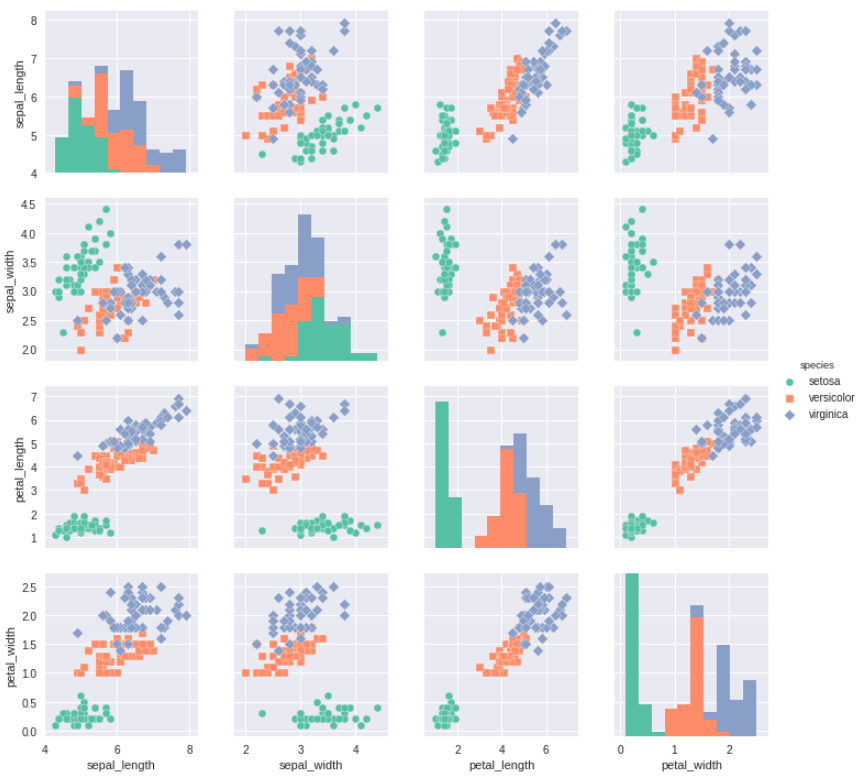 sepal_length
8
7
6
5
4
sepal_width
4.5
4.0
3.5
3.0
2.5
2.0
species
setosa
versicolor
virginica
petal_length
7
6
5
4
3
2
1
petal_width
2.5
2.0
1.5
1.0
0.5
0.0
4 6 8 2 3 4 2 4 6 0 1 2
sepal_length sepal_width petal_length petal_width